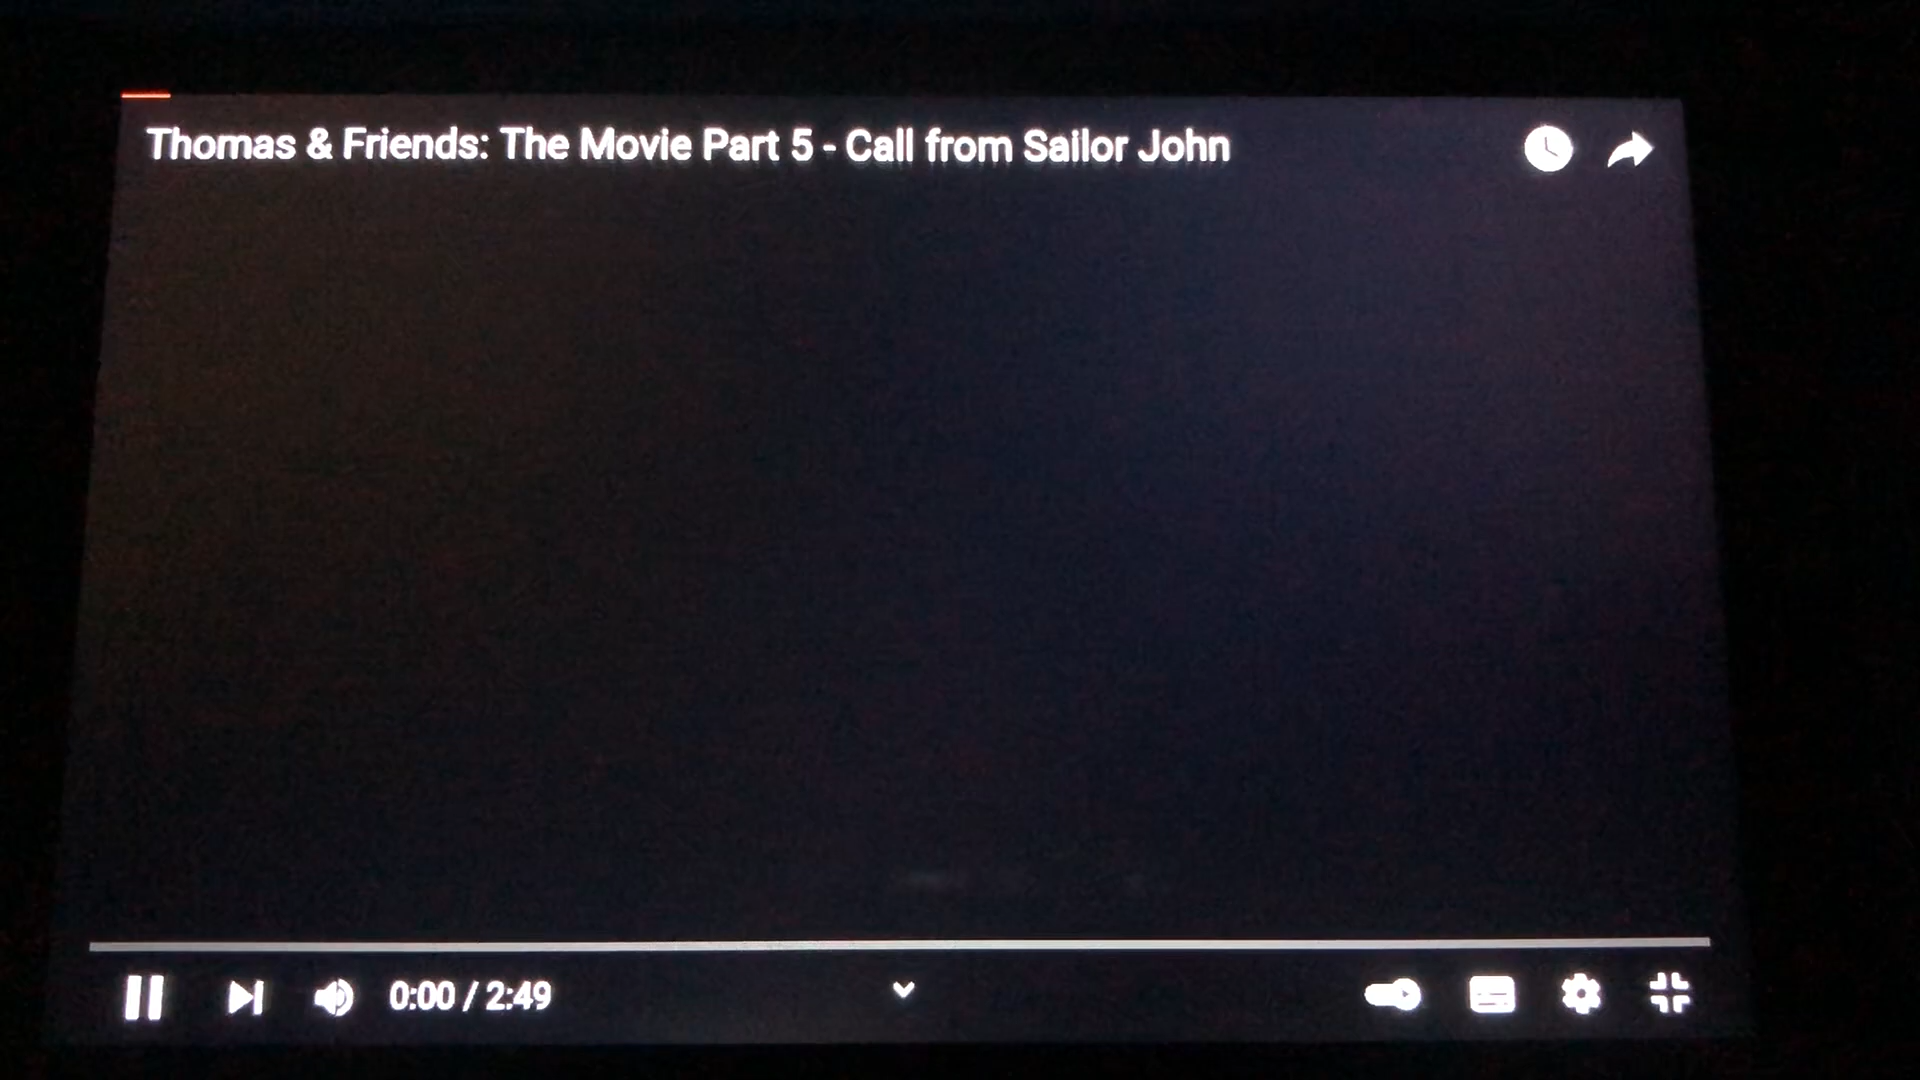 Thomas & Friends: The Movie Part 5 - Call from Sailor John
0:00 / 2:49